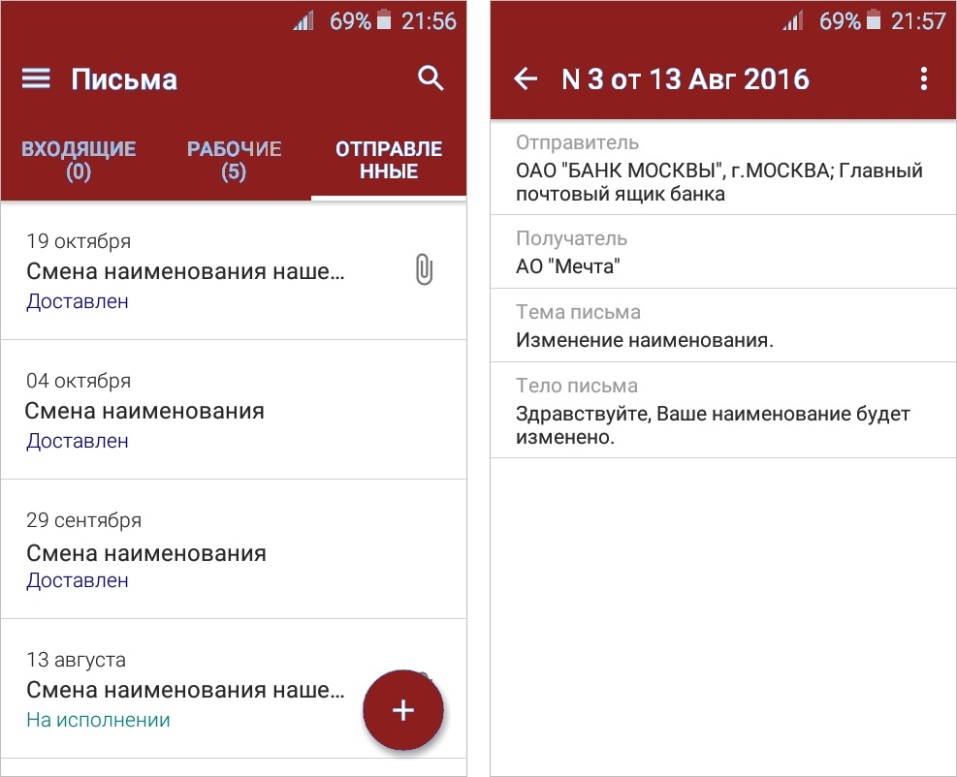 69% 21:56
Письма
ВХОДЯЩИЕ
(0)
РАБОЧИЕ
(5)
ОТПРАВЛЕ
ННЫЕ
19 октября
Смена наименования наше...
Доставлен
04 октября
Смена наименования
Доставлен
29 сентября
Смена наименования
Доставлен
13 августа
Смена наименования наше...
На исполнении
+
69% 21:57
N 3 от 13 Авг 2016
Отправитель
ОАО "БАНК МОСКВЫ", г.МОСКВА; Главный
почтовый ящик банка
Получатель
АО "Мечта"
Тема письма
Изменение наименования.
Тело письма
Здравствуйте, Ваше наименование будет
изменено.